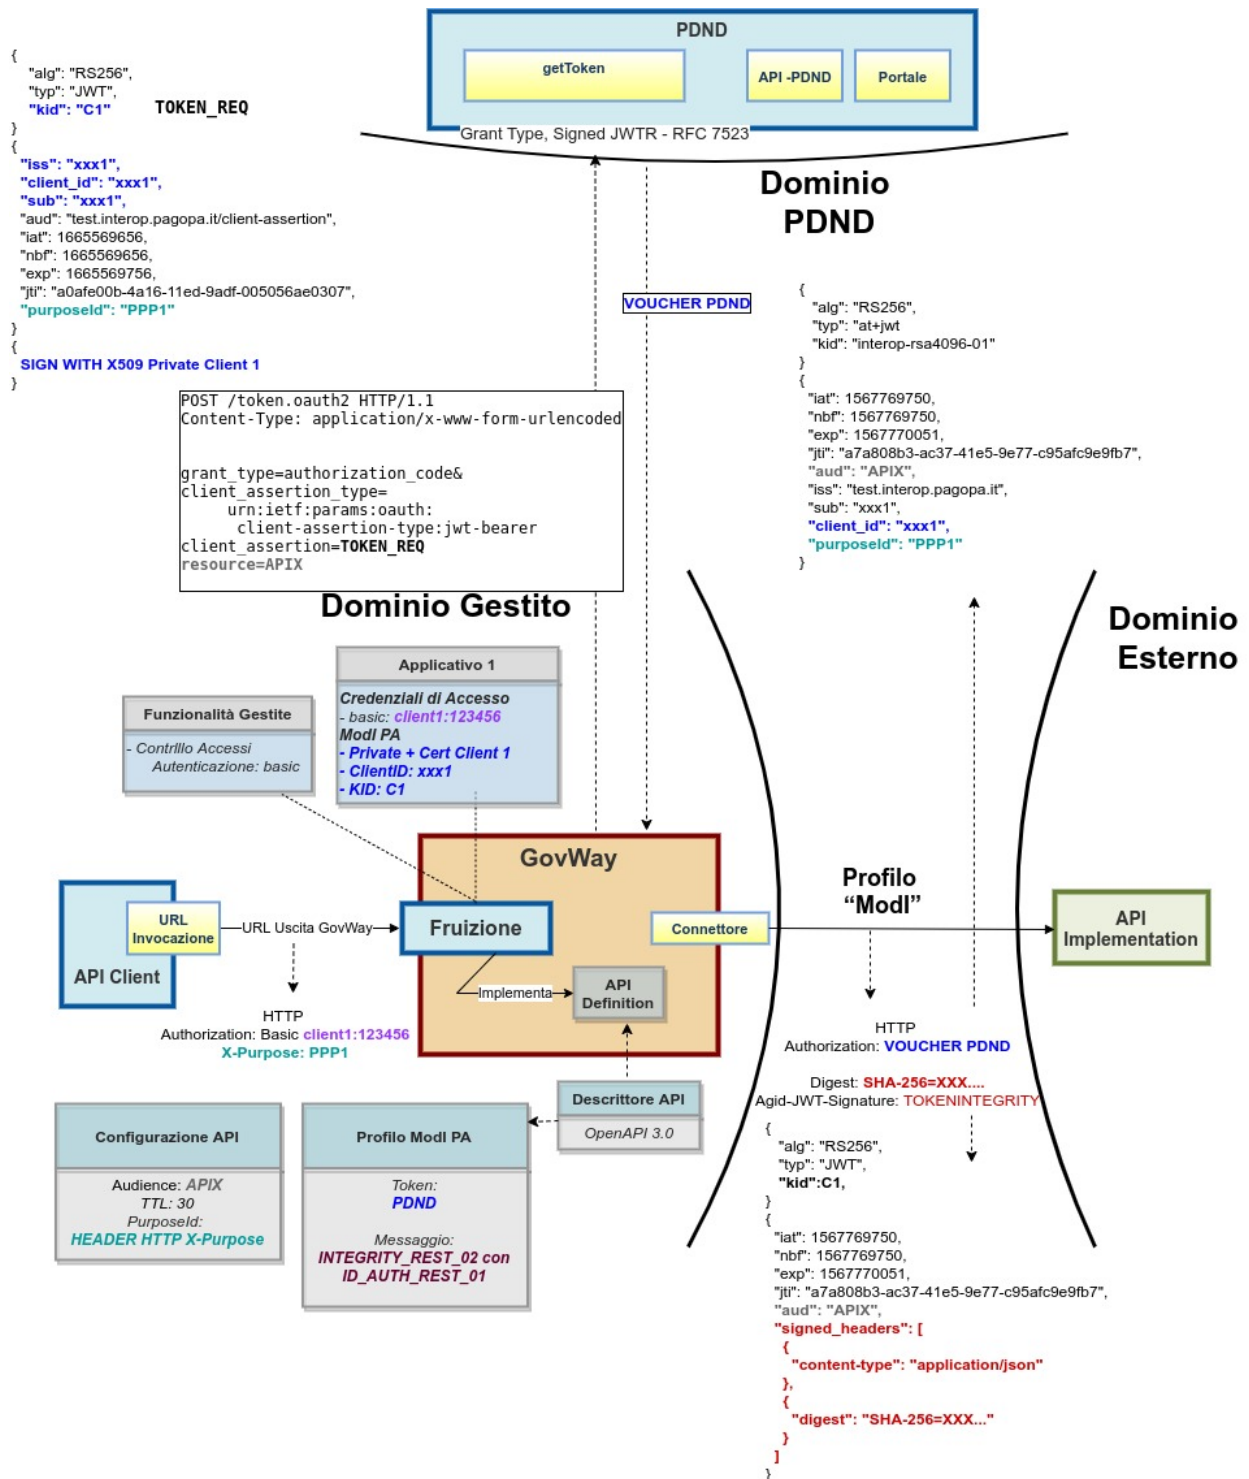 PDND
getToken
API -PDND
Portale
Grant Type, Signed JWTR - RFC 7523
{
"alg": "RS256",
"typ": "JWT",
"kid": "C1"
TOKEN_REQ
}
{
"iss": "xxx1",
"client_id": "xxx1",
"sub": "xxx1",
"aud": "test.interop.pagopa.it/client-assertion",
"iat": 1665569656,
"nbf": 1665569656,
"exp": 1665569756,
"jti": "a0afe00b-4a16-11ed-9adf-005056ae0307",
"purposeId": "PPP1"
}
{
SIGN WITH X509 Private Client 1
}
Dominio
PDND
VOUCHER PDND
{
"alg": "RS256",
"typ": "at+jwt
"kid": "interop-rsa4096-01"
}
{
"iat": 1567769750,
"nbf": 1567769750,
"exp": 1567770051,
"jti": "a7a808b3-ac37-41e5-9e77-c95afc9e9fb7",
"aud": "APIX",
"iss": "test.interop.pagopa.it",
"sub": "xxx1",
"client_id": "xxx1",
"purposeId": "PPP1"
}
POST /token.oauth2 HTTP/1.1
Content-Type: application/x-www-form-urlencoded
grant_type=authorization_code&
client_assertion_type=
urn:ietf:params:oauth:
client-assertion-type:jwt-bearer
client_assertion=TOKEN_REQ
resource=APIX
Dominio Gestito
Dominio
Esterno
Applicativo 1
Credenziali di Accesso
- basic: client1:123456
ModI PA
- Private + Cert Client 1
- ClientID: xxx1
- KID: C1
Funzionalità Gestite
- Contrlllo Accessi
Autenticazione: basic
GovWay
URL
Invocazione
API Client
URL Uscita GovWay
Fruizione
Connettore
Implementa
API
Definition
Profilo
“ModI”
API
Implementation
HTTP
Authorization: Basic client1:123456
X-Purpose: PPP1
HTTP
Authorization: VOUCHER PDND
Digest: SHA-256=XXX....
Agid-JWT-Signature: TOKENINTEGRITY
Descrittore API
OpenAPI 3.0
Configurazione API
Audience: APIX
TTL: 30
PurposeId:
HEADER HTTP X-Purpose
Profilo ModI PA
Token:
PDND
Messaggio:
INTEGRITY_REST_02 con
ID_AUTH_REST_01
{
"alg": "RS256",
"typ": "JWT",
"kid":C1,
}
{
"iat": 1567769750,
"nbf": 1567769750,
"exp": 1567770051,
"jti": "a7a808b3-ac37-41e5-9e77-c95afc9e9fb7",
"aud": "APIX",
"signed_headers": [
{
"content-type": "application/json"
},
{
"digest": "SHA-256=XXX..."
}
]
}